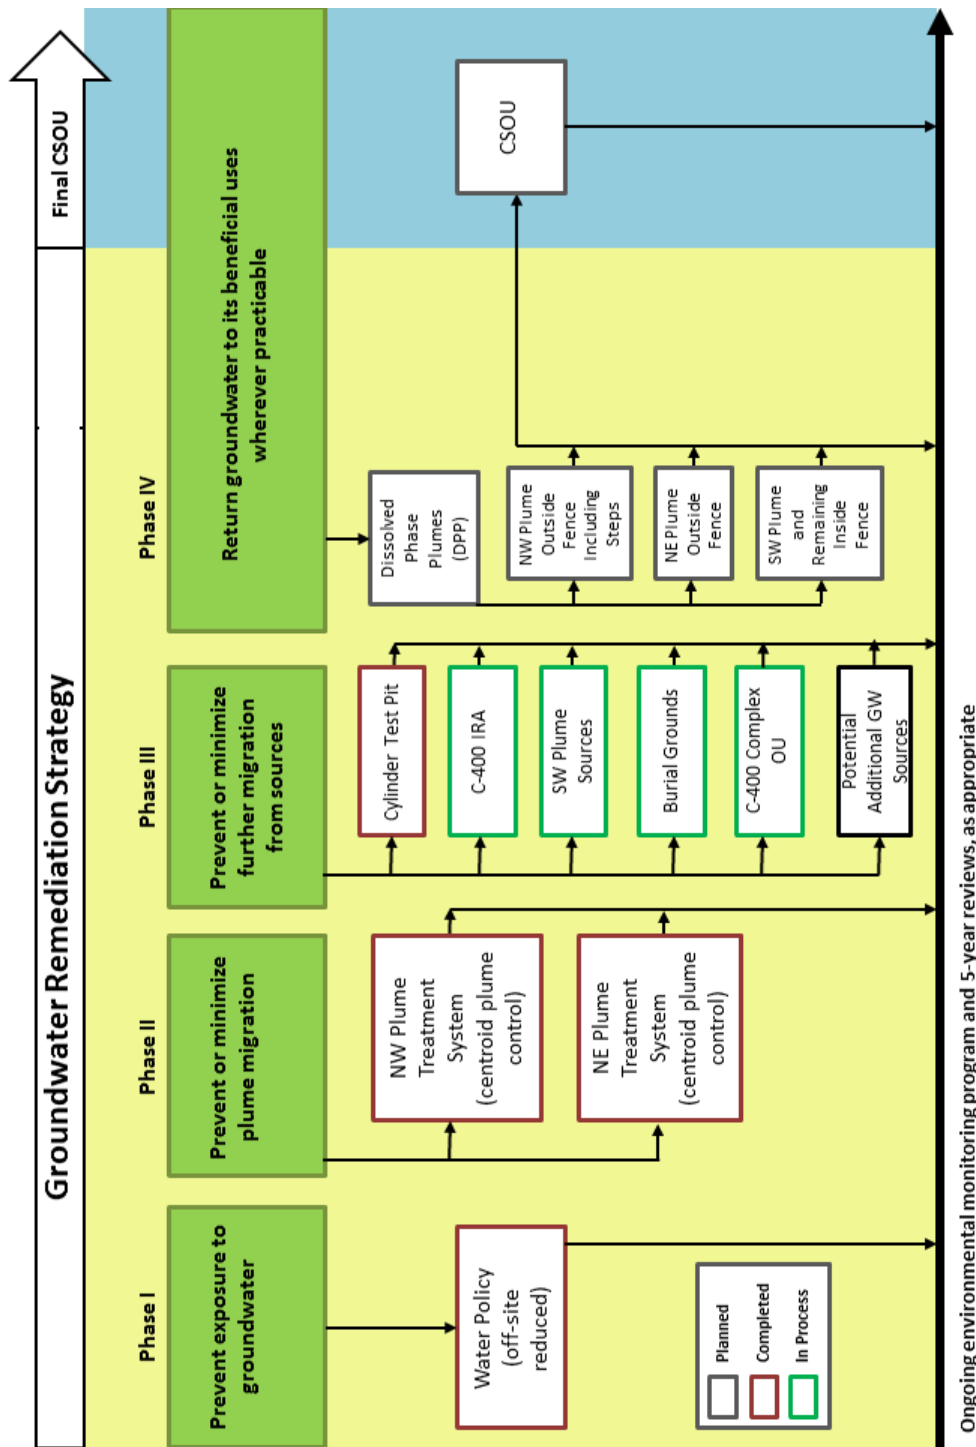 Groundwater Remediation Strategy
Final CSOU
Phase I
Phase II
Phase III
Phase IV
Prevent exposure to
groundwater
Prevent or minimize
plume migration
Prevent or minimize
further migration
from sources
Return groundwater to its beneficial uses
wherever practicable
Water Policy
(off-site
reduced)
NW Plume
Treatment
System
(centroid plume
control)
NE Plume
Treatment
System
(centroid plume
control)
Cylinder Test Pit
C-400 IRA
SW Plume
Sources
Burial Grounds
C-400 Complex
OU
Potential
Additional GW
Sources
Dissolved
Phase
Plumes
(DPP)
NW Plume
Outside
Fence
Including
Steps
NE Plume
Outside
Fence
SW Plume
and
Remaining
Inside
Fence
CSOU
Planned
Completed
In Process
Ongoing environmental monitoring program and 5-year reviews, as appropriate